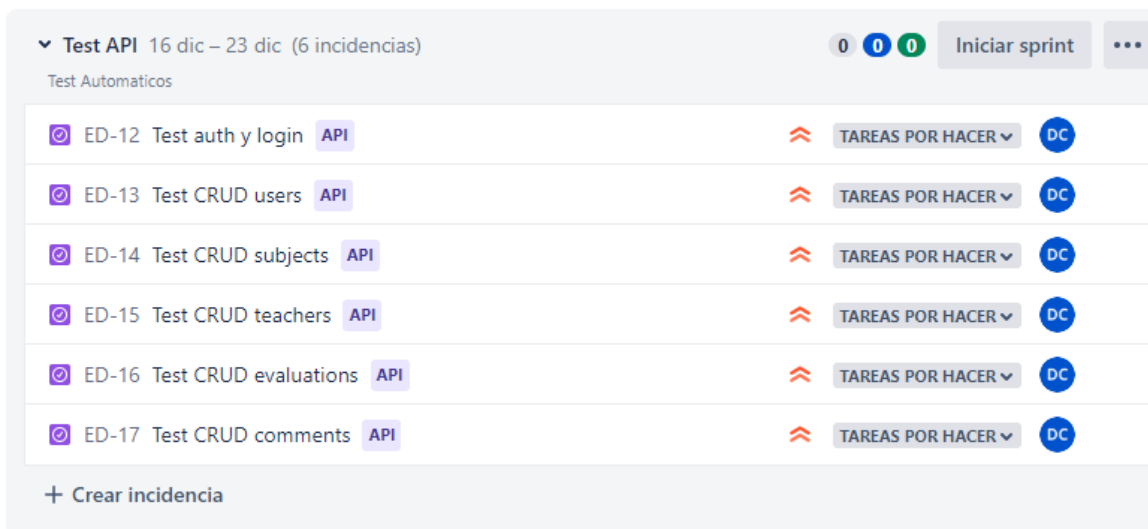 Test API 16 dic – 23 dic (6 incidencias) 0 0 0 Iniciar sprint
Test Automaticos
ED-12 Test auth y login API TAREAS POR HACER DC
ED-13 Test CRUD users API TAREAS POR HACER DC
ED-14 Test CRUD subjects API TAREAS POR HACER DC
ED-15 Test CRUD teachers API TAREAS POR HACER DC
ED-16 Test CRUD evaluations API TAREAS POR HACER DC
ED-17 Test CRUD comments API TAREAS POR HACER DC
+ Crear incidencia